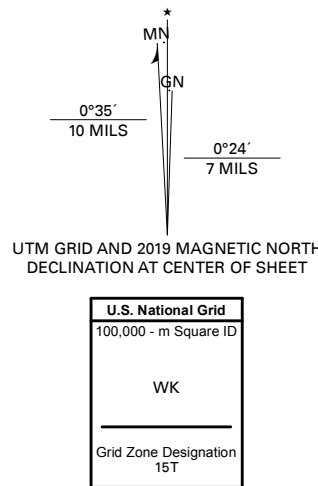 ★
MN
GN
0°35´
10 MILS
0°24´
7 MILS
UTM GRID AND 2019 MAGNETIC NORTH
DECLINATION AT CENTER OF SHEET
U.S. National Grid
100,000 - m Square ID
WK
Grid Zone Designation
15T